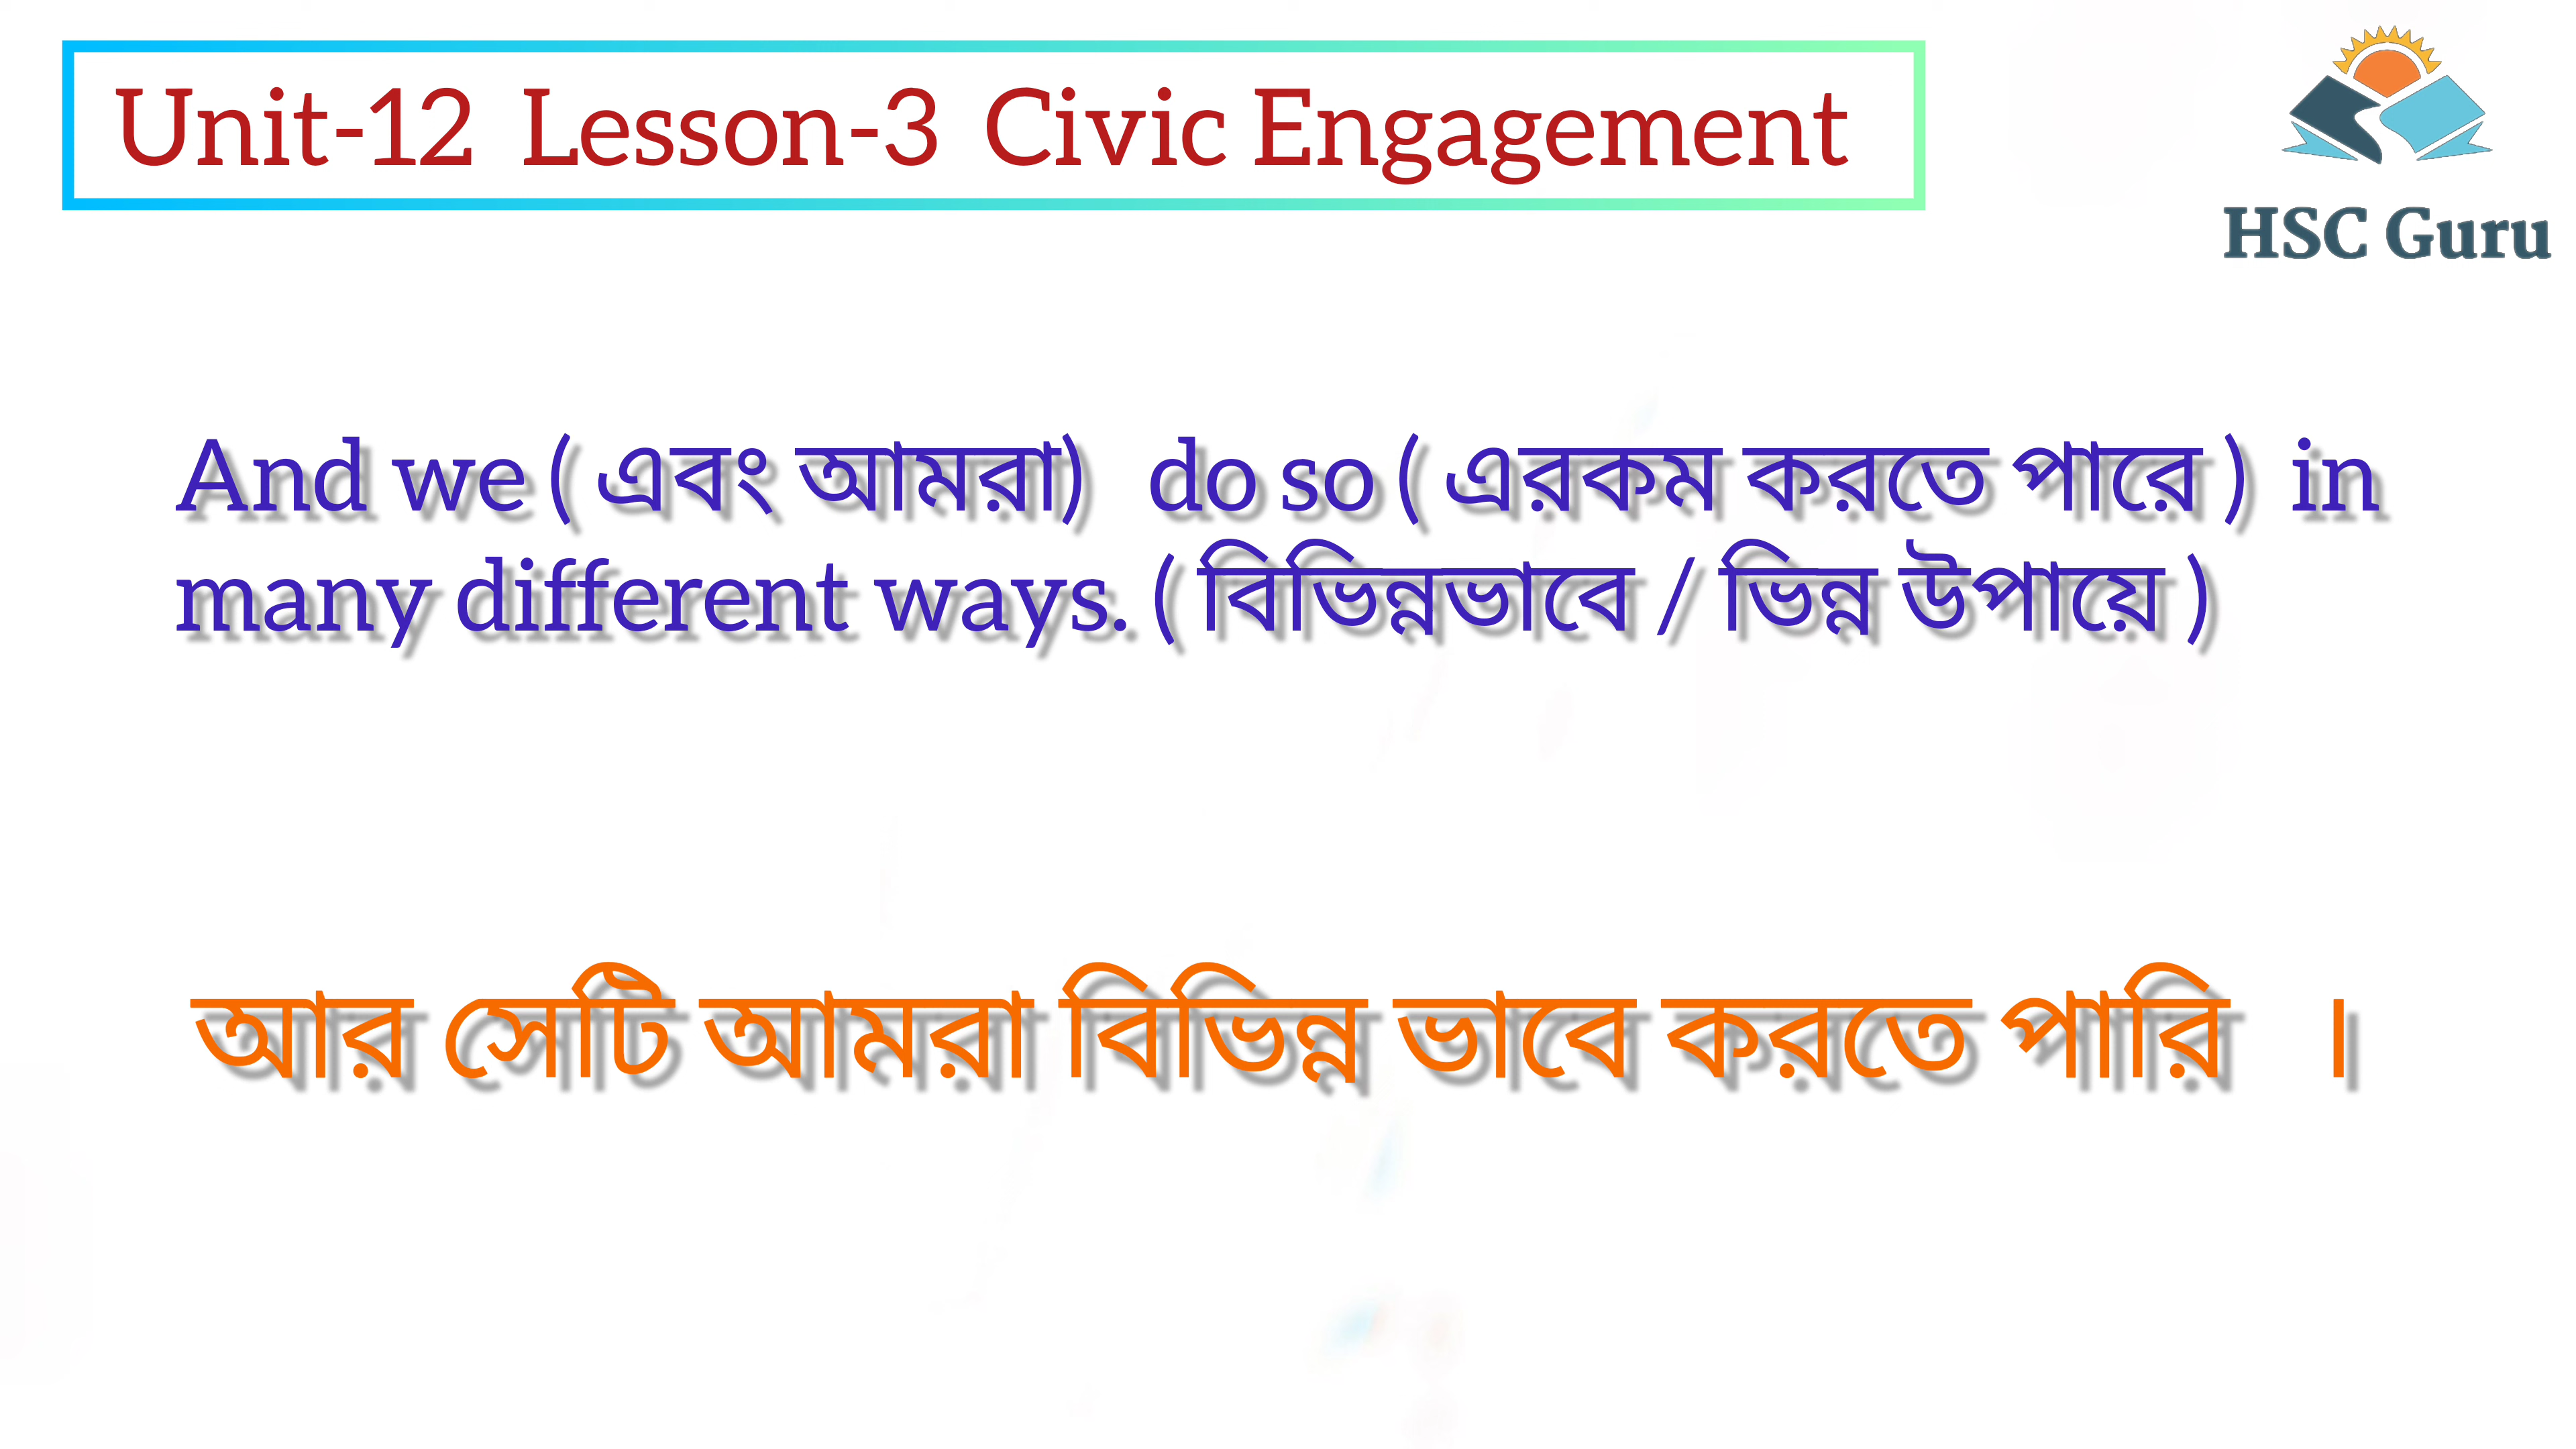 Unit-12 Lesson-3 Civic Engagement
HSC Guru
And we ( এবং আমরা) do so ( এরকম করতে পারে ) in
many different ways. ( বিভিন্নভাবে / ভিন্ন উপায়ে )
আর সেটি আমরা বিভিন্ন ভাবে করতে পারি ।